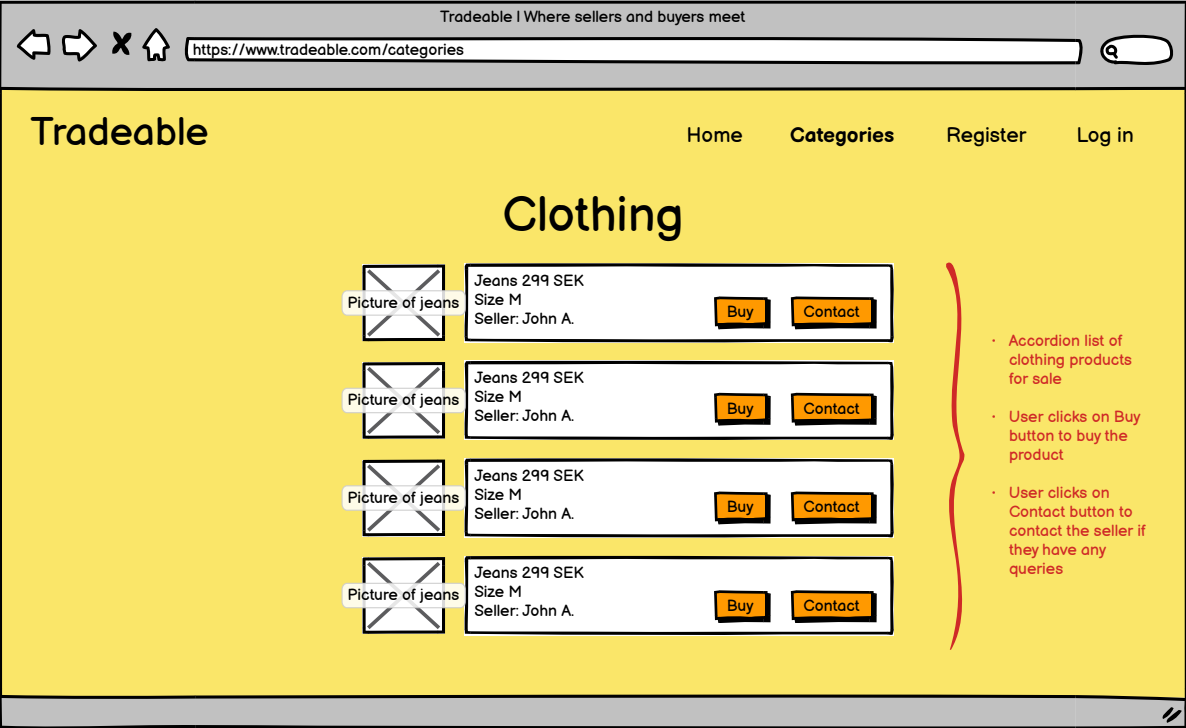 Tradeable | Where sellers and buyers meet
https://www.tradeable.com/categories
Tradeable
Home Categories Register Log in
Clothing
Picture of jeans
Jeans 299 SEK
Size M
Seller: John A.
Buy Contact
Picture of jeans
Jeans 299 SEK
Size M
Seller: John A.
Buy Contact
Picture of jeans
Jeans 299 SEK
Size M
Seller: John A.
Buy Contact
Picture of jeans
Jeans 299 SEK
Size M
Seller: John A.
Buy Contact
• Accordion list of
clothing products
for sale
• User clicks on Buy
button to buy the
product
• User clicks on
Contact button to
contact the seller if
they have any
queries